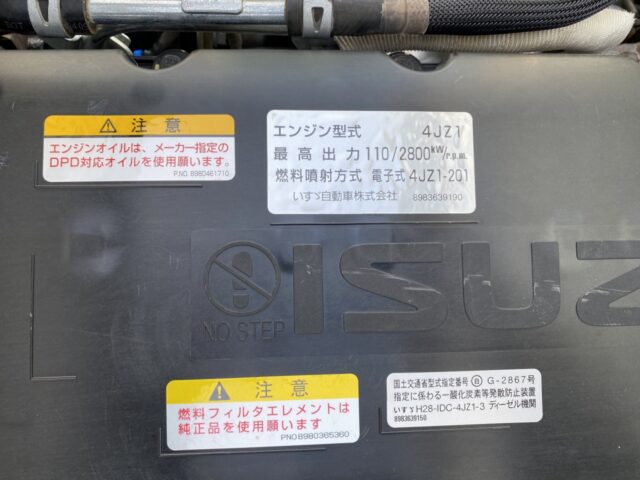 ⚠ 注意
エンジンオイルは、メーカー指定の
DPD対応オイルを使用願います。
P.NO. 8980461710
エンジン型式 4JZ1
最高出力 110/2800kW/r.p.m.
燃料噴射方式 電子式 4JZ1-201
いすゞ自動車株式会社 8983639190
NO STEP
ISUZ
⚠ 注意
燃料フィルタエレメントは
純正品を使用願います
PNO8980365360
国土交通省型式指定番号 Ⓑ G-2867号
指定に係わる一酸化炭素等発散防止装置
いすゞH28-IDC-4JZ1-3 ディーゼル機関
8983639150